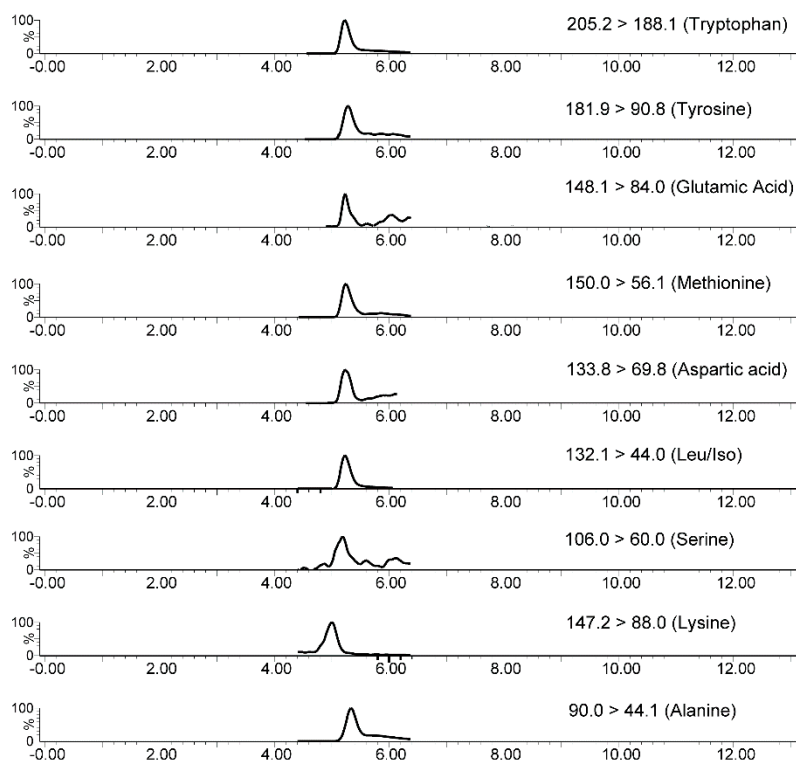 205.2 > 188.1 (Tryptophan)
100
%
0
-0.00 2.00 4.00 6.00 8.00 10.00 12.00
181.9 > 90.8 (Tyrosine)
100
%
0
-0.00 2.00 4.00 6.00 8.00 10.00 12.00
148.1 > 84.0 (Glutamic Acid)
100
%
0
-0.00 2.00 4.00 6.00 8.00 10.00 12.00
150.0 > 56.1 (Methionine)
100
%
0
-0.00 2.00 4.00 6.00 8.00 10.00 12.00
133.8 > 69.8 (Aspartic acid)
100
%
0
-0.00 2.00 4.00 6.00 8.00 10.00 12.00
132.1 > 44.0 (Leu/Iso)
100
%
0
-0.00 2.00 4.00 6.00 8.00 10.00 12.00
106.0 > 60.0 (Serine)
100
%
0
-0.00 2.00 4.00 6.00 8.00 10.00 12.00
147.2 > 88.0 (Lysine)
100
%
0
-0.00 2.00 4.00 6.00 8.00 10.00 12.00
90.0 > 44.1 (Alanine)
100
%
0
-0.00 2.00 4.00 6.00 8.00 10.00 12.00